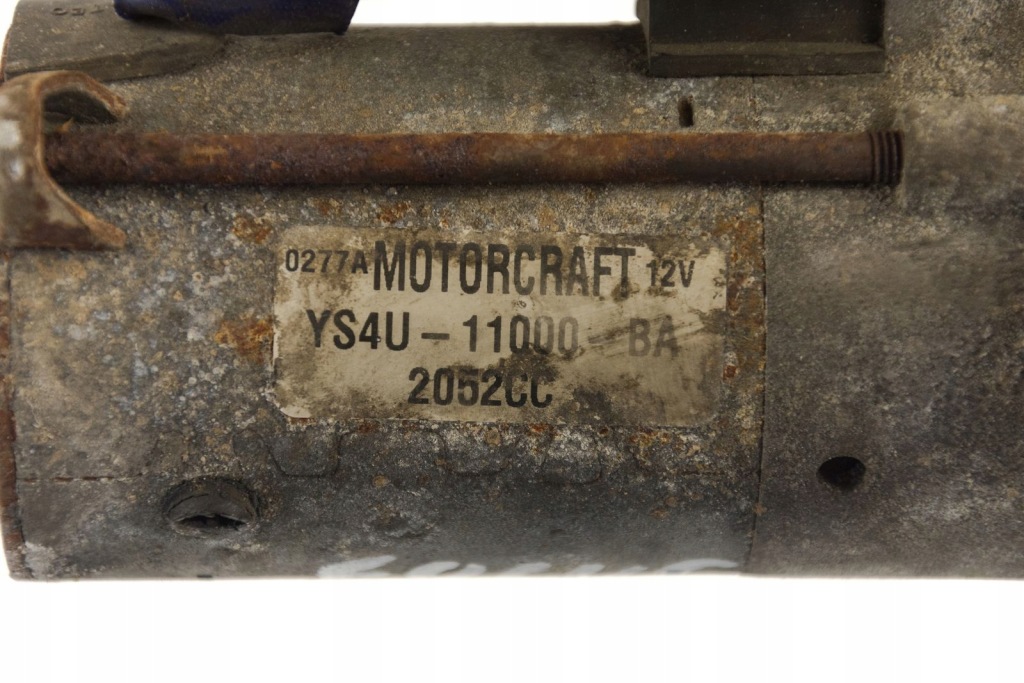 0277A MOTORCRAFT 12V
YS4U-11000-BA
2052CC